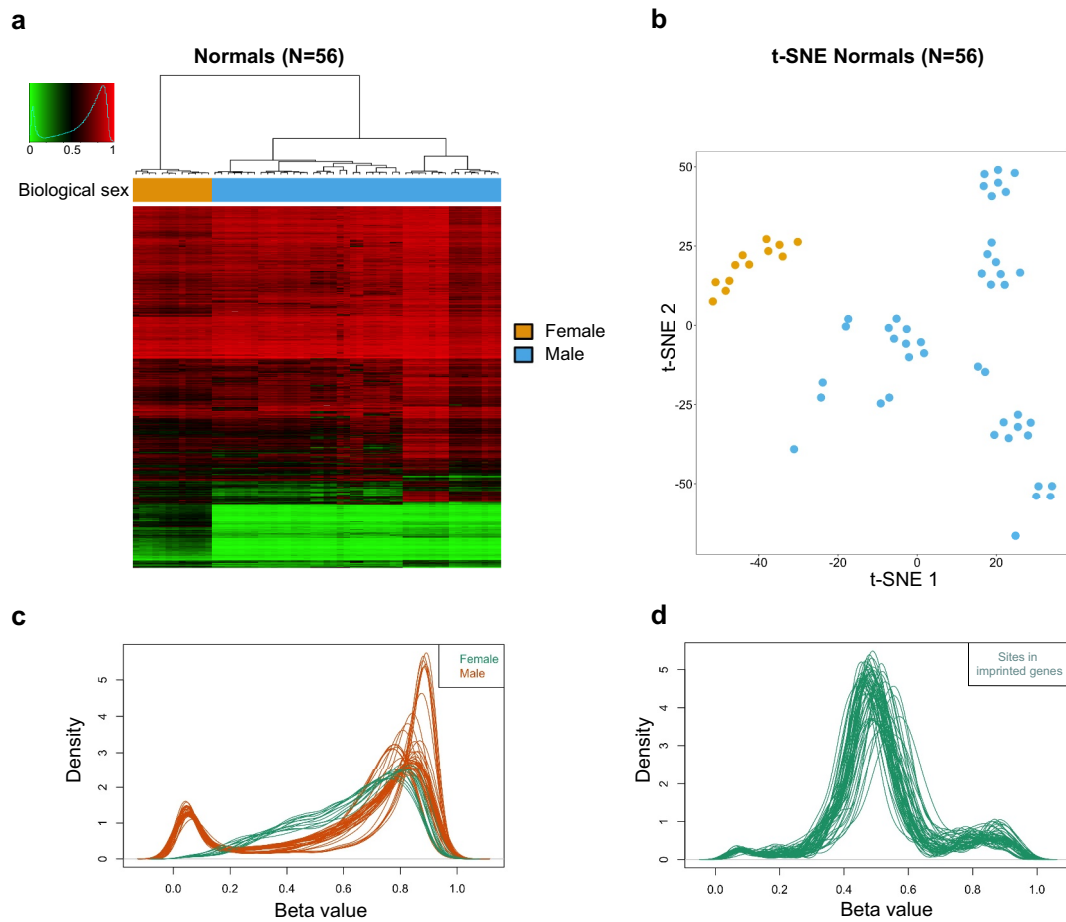 a
Normals (N=56)
0 0.5 1
Biological sex
Female
Male
b
t-SNE Normals (N=56)
50
25
0
-25
-50
t-SNE 2
-40 -20 0 20
t-SNE 1
c
Female
Male
5
4
3
2
1
0
Density
0.0 0.2 0.4 0.6 0.8 1.0
Beta value
d
Sites in
imprinted genes
5
4
3
2
1
0
Density
0.0 0.2 0.4 0.6 0.8 1.0
Beta value